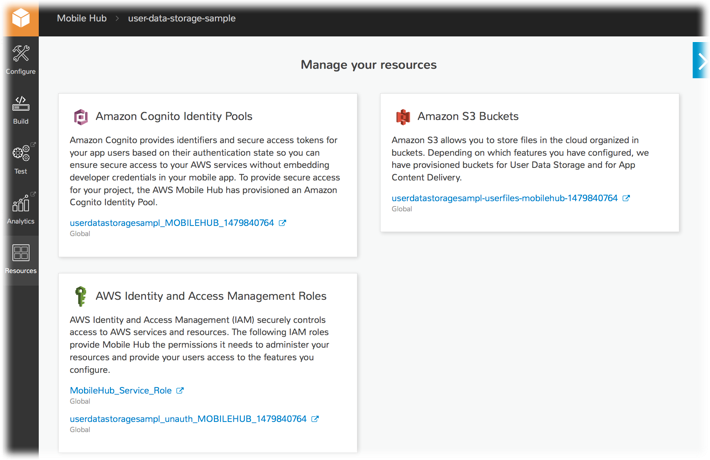 Mobile Hub > user-data-storage-sample
Configure
Build
Test
Analytics
Resources
Manage your resources
Amazon Cognito Identity Pools
Amazon Cognito provides identifiers and secure access tokens for
your app users based on their authentication state so you can
ensure secure access to your AWS services without embedding
developer credentials in your mobile app. To provide secure access
for your project, the AWS Mobile Hub has provisioned an Amazon
Cognito Identity Pool.
userdatastoragesampl_MOBILEHUB_1479840764
Global
Amazon S3 Buckets
Amazon S3 allows you to store files in the cloud organized in
buckets. Depending on which features you have configured, we
have provisioned buckets for User Data Storage and for App
Content Delivery.
userdatastoragesampl-userfiles-mobilehub-1479840764
Global
AWS Identity and Access Management Roles
AWS Identity and Access Management (IAM) securely controls
access to AWS services and resources. The following IAM roles
provide Mobile Hub the permissions it needs to administer your
resources and provide your users access to the features you
configure.
MobileHub_Service_Role
Global
userdatastoragesampl_unauth_MOBILEHUB_1479840764
Global